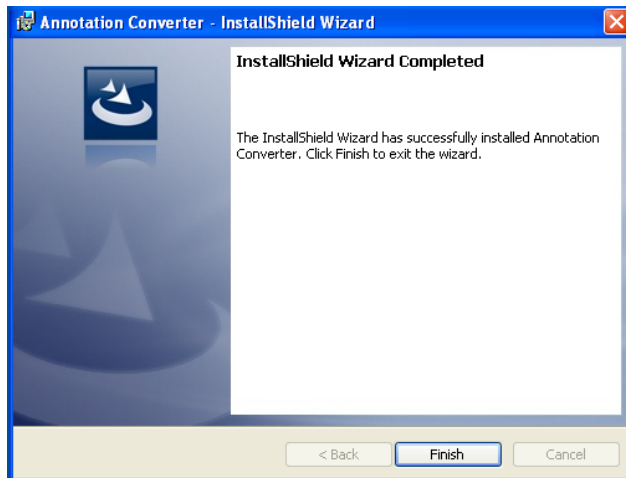 Annotation Converter - InstallShield Wizard
InstallShield Wizard Completed
The InstallShield Wizard has successfully installed Annotation
Converter. Click Finish to exit the wizard.
< Back Finish Cancel